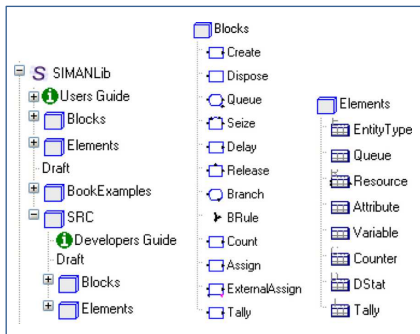 SIMANLib
Users Guide
Blocks
Elements
Draft
BookExamples
SRC
Developers Guide
Draft
Blocks
Elements
Blocks
Create
Dispose
Queue
Seize
Delay
Release
Branch
BRule
Count
Assign
ExternalAssign
Tally
Elements
EntityType
Queue
Resource
Attribute
Variable
Counter
DStat
Tally